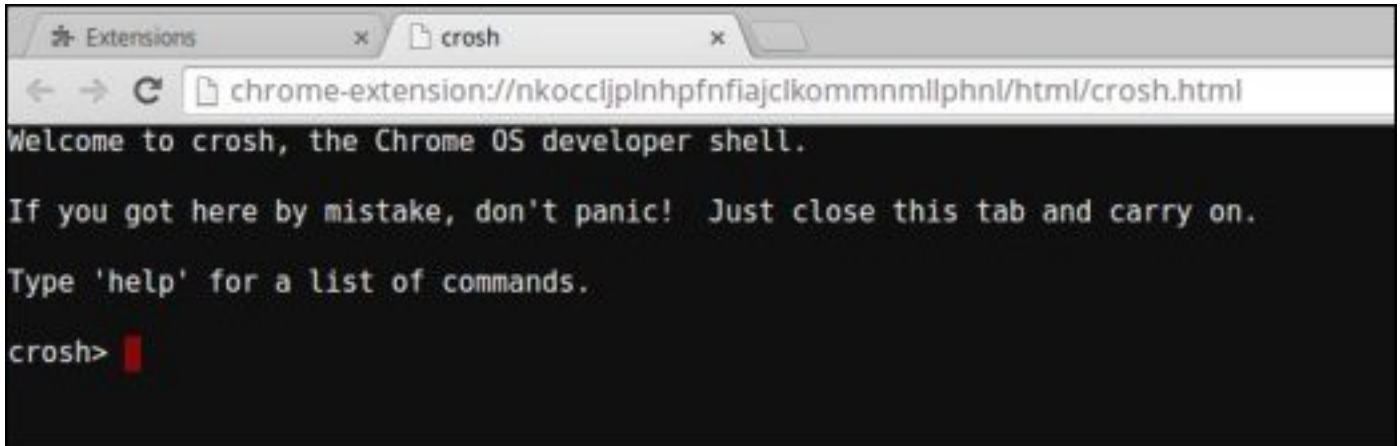 Extensions
crosh
chrome-extension://nkoccljplnhpfnfiajclkommnmllphnl/html/crosh.html
Welcome to crosh, the Chrome OS developer shell.
If you got here by mistake, don't panic!  Just close this tab and carry on.
Type 'help' for a list of commands.
crosh>